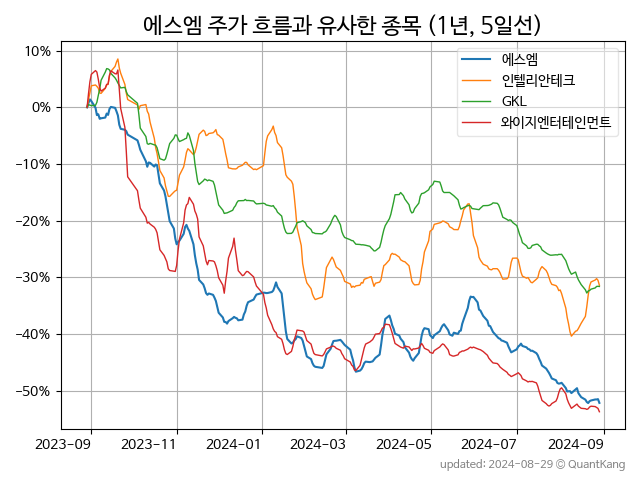 에스엠 주가 흐름과 유사한 종목 (1년, 5일선)
에스엠
인텔리안테크
GKL
와이지엔터테인먼트
10%
0%
−10%
−20%
−30%
−40%
−50%
2023-09 2023-11 2024-01 2024-03 2024-05 2024-07 2024-09
updated: 2024-08-29 © QuantKang